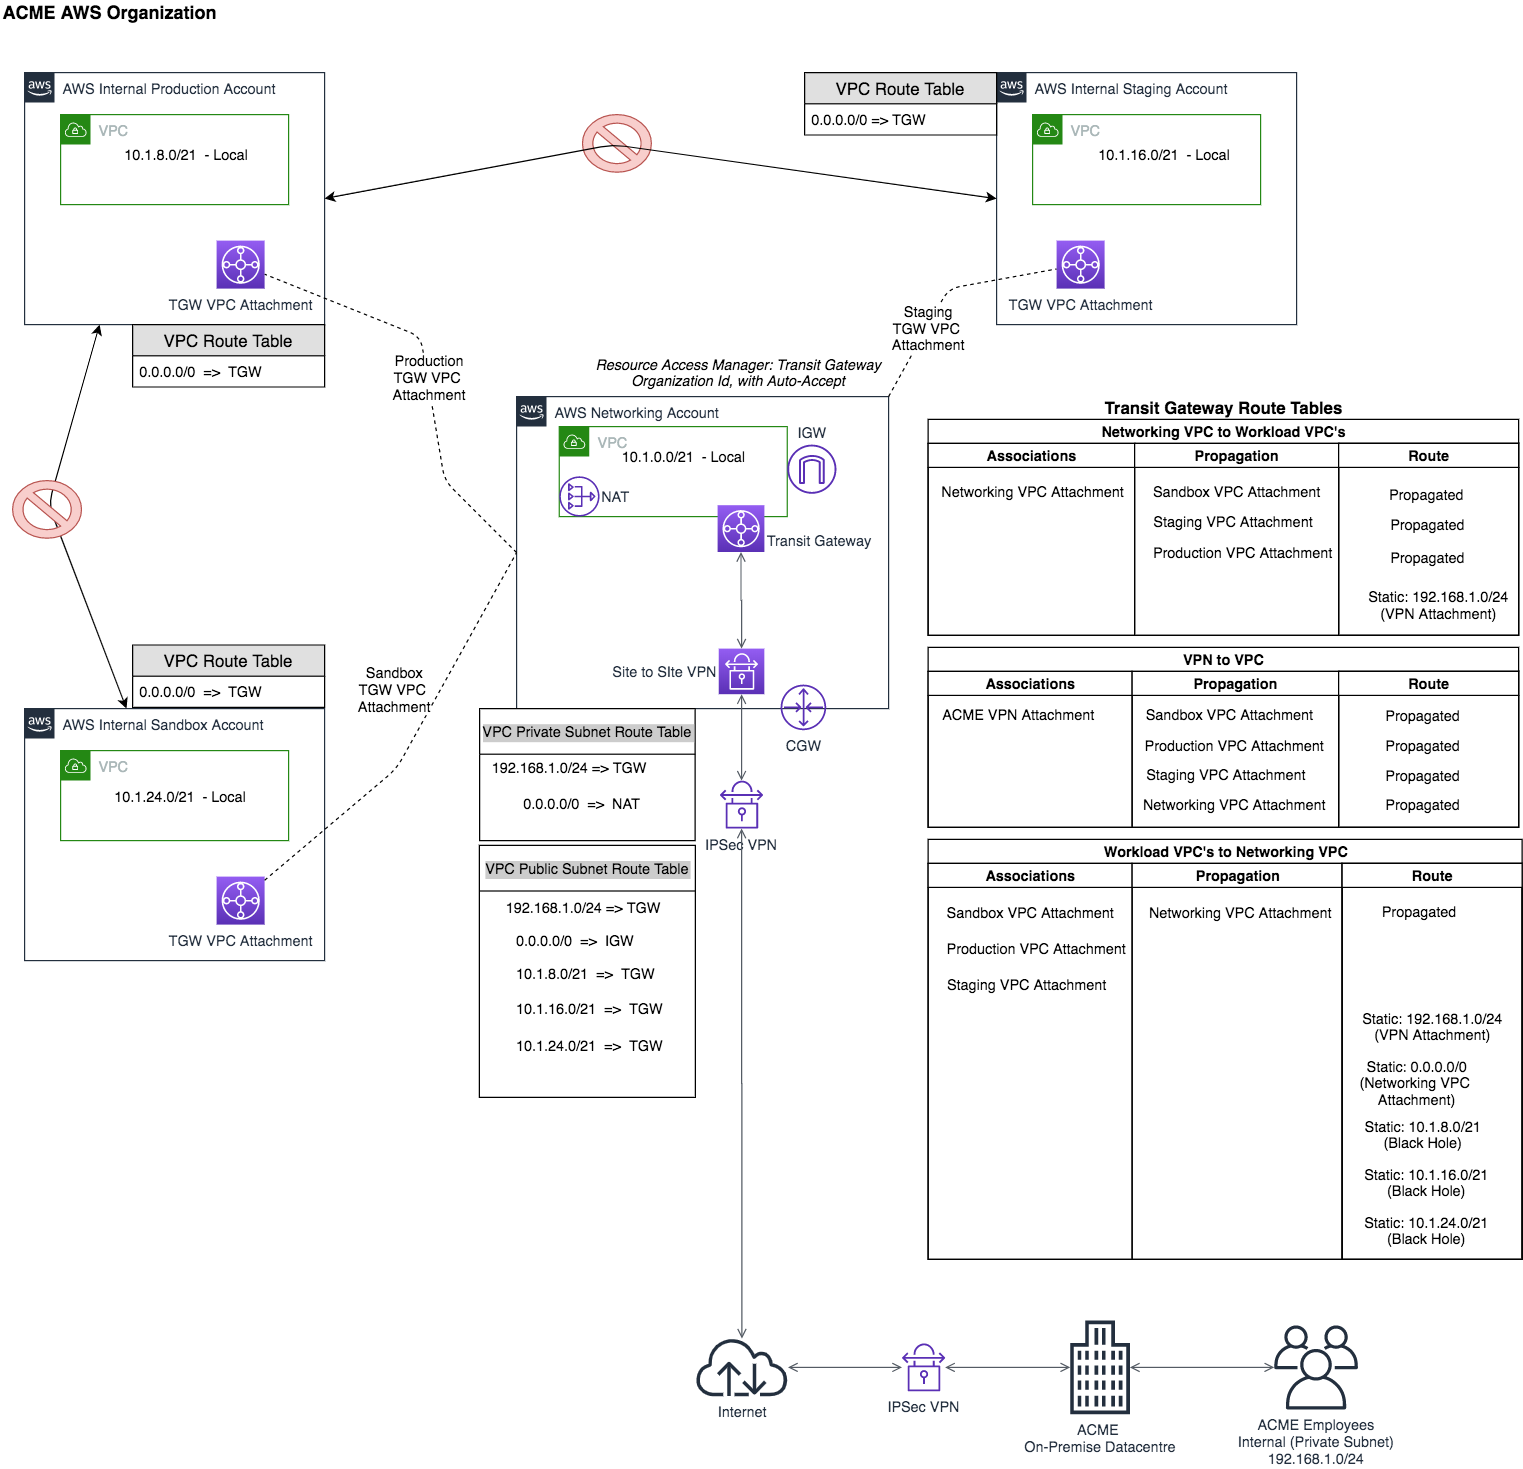 ACME AWS Organization
aws
AWS Internal Production Account
VPC
10.1.8.0/21 - Local
TGW VPC Attachment
VPC Route Table
0.0.0.0/0 => TGW
VPC Route Table
0.0.0.0/0 => TGW
aws
AWS Internal Staging Account
VPC
10.1.16.0/21 - Local
TGW VPC Attachment
Production
TGW VPC
Attachment
Staging
TGW VPC
Attachment
Resource Access Manager: Transit Gateway
Organization Id, with Auto-Accept
aws
AWS Networking Account
VPC
10.1.0.0/21 - Local
NAT
IGW
Transit Gateway
Site to SIte VPN
CGW
VPC Route Table
0.0.0.0/0 => TGW
aws
AWS Internal Sandbox Account
VPC
10.1.24.0/21 - Local
TGW VPC Attachment
Sandbox
TGW VPC
Attachment
VPC Private Subnet Route Table
192.168.1.0/24 => TGW
0.0.0.0/0 => NAT
IPSec VPN
VPC Public Subnet Route Table
192.168.1.0/24 => TGW
0.0.0.0/0 => IGW
10.1.8.0/21 => TGW
10.1.16.0/21 => TGW
10.1.24.0/21 => TGW
Transit Gateway Route Tables
Networking VPC to Workload VPC's
Associations Propagation Route
Networking VPC Attachment Sandbox VPC Attachment Propagated
Staging VPC Attachment Propagated
Production VPC Attachment Propagated
Static: 192.168.1.0/24
(VPN Attachment)
VPN to VPC
Associations Propagation Route
ACME VPN Attachment Sandbox VPC Attachment Propagated
Production VPC Attachment Propagated
Staging VPC Attachment Propagated
Networking VPC Attachment Propagated
Workload VPC's to Networking VPC
Associations Propagation Route
Sandbox VPC Attachment Networking VPC Attachment Propagated
Production VPC Attachment
Staging VPC Attachment
Static: 192.168.1.0/24
(VPN Attachment)
Static: 0.0.0.0/0
(Networking VPC
Attachment)
Static: 10.1.8.0/21
(Black Hole)
Static: 10.1.16.0/21
(Black Hole)
Static: 10.1.24.0/21
(Black Hole)
Internet
IPSec VPN
ACME
On-Premise Datacentre
ACME Employees
Internal (Private Subnet)
192.168.1.0/24